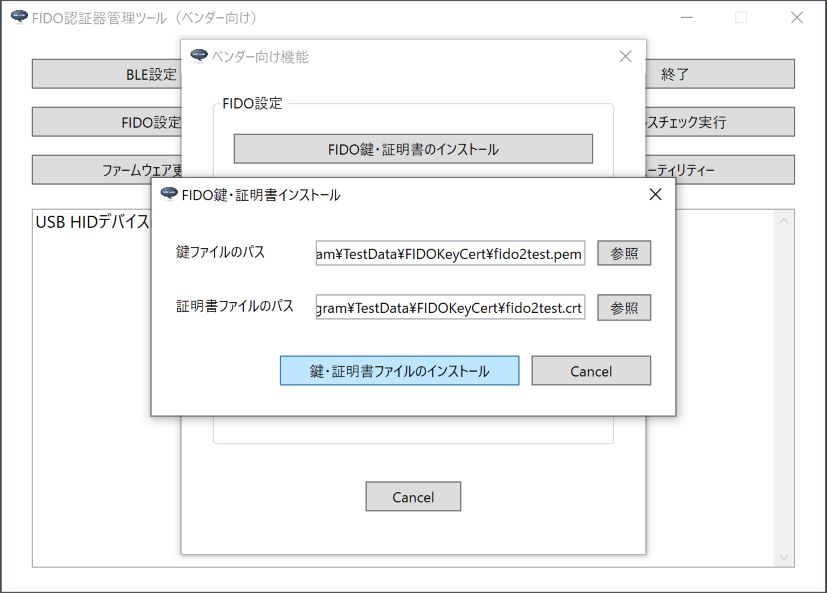 FIDO認証器管理ツール（ベンダー向け）
ベンダー向け機能
BLE設定
終了
FIDO設定
FIDO設定
スチェック実行
FIDO鍵・証明書のインストール
ファームウェア更
ーティリティー
FIDO鍵・証明書インストール
USB HIDデバイス
鍵ファイルのパス
am¥TestData¥FIDOKeyCert¥fido2test.pem
参照
証明書ファイルのパス
gram¥TestData¥FIDOKeyCert¥fido2test.crt
参照
鍵・証明書ファイルのインストール
Cancel
Cancel